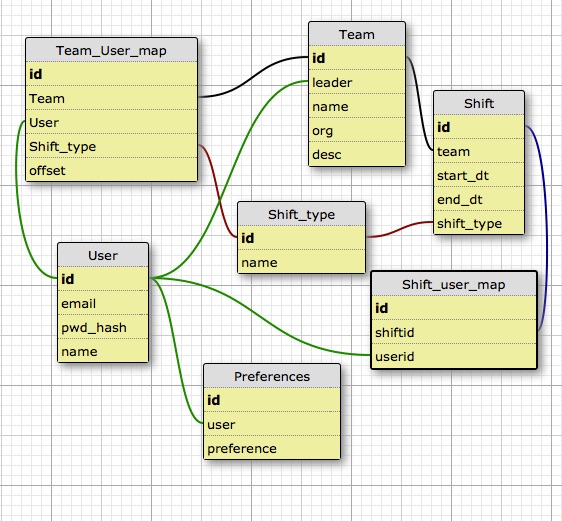 Team_User_map
id
Team
User
Shift_type
offset
Team
id
leader
name
org
desc
Shift
id
team
start_dt
end_dt
shift_type
Shift_type
id
name
User
id
email
pwd_hash
name
Shift_user_map
id
shiftid
userid
Preferences
id
user
preference